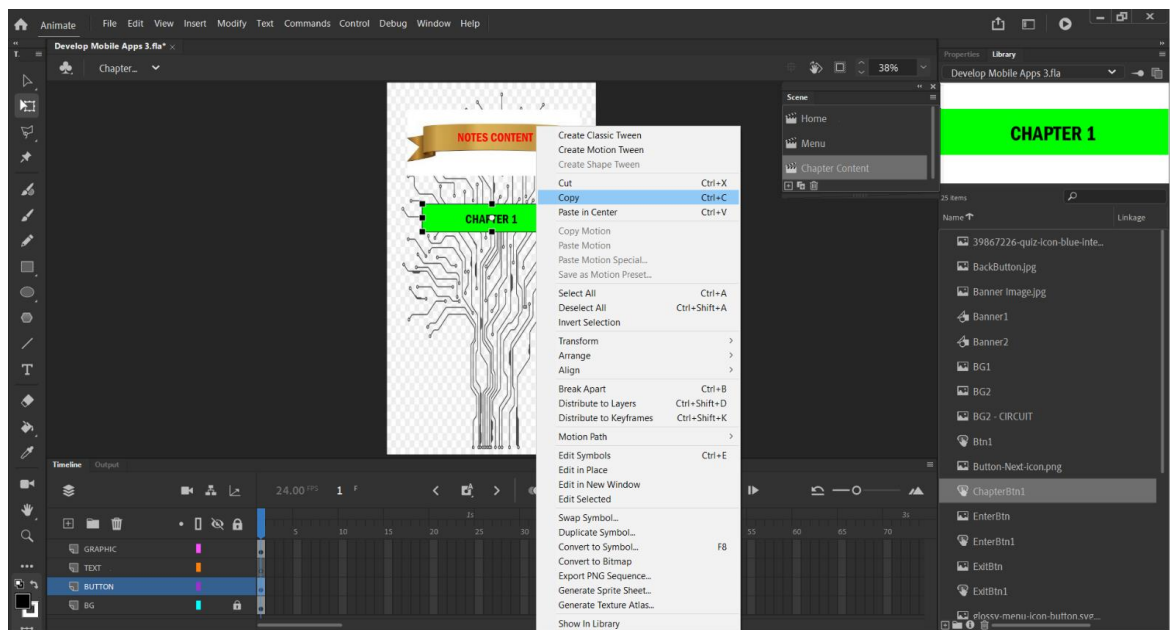 Animate File Edit View Insert Modify Text Commands Control Debug Window Help
Develop Mobile Apps 3.fla* ×
Chapter... 38%
NOTES CONTENT
CHAPTER 1
Create Classic Tween
Create Motion Tween
Create Shape Tween
Cut Ctrl+X
Copy Ctrl+C
Paste in Center Ctrl+V
Copy Motion
Paste Motion
Paste Motion Special...
Save as Motion Preset...
Select All Ctrl+A
Deselect All Ctrl+Shift+A
Invert Selection
Transform
Arrange
Align
Break Apart Ctrl+B
Distribute to Layers Ctrl+Shift+D
Distribute to Keyframes Ctrl+Shift+K
Motion Path
Edit Symbols Ctrl+E
Edit in Place
Edit in New Window
Edit Selected
Swap Symbol...
Duplicate Symbol...
Convert to Symbol... F8
Convert to Bitmap
Export PNG Sequence...
Generate Sprite Sheet...
Generate Texture Atlas...
Show In Library
Scene
Home
Menu
Chapter Content
Properties Library
Develop Mobile Apps 3.fla
CHAPTER 1
25 items
Name Linkage
39867226-quiz-icon-blue-inte...
BackButton.jpg
Banner Image.jpg
Banner1
Banner2
BG1
BG2
BG2 - CIRCUIT
Btn1
Button-Next-icon.png
ChapterBtn1
EnterBtn
EnterBtn1
ExitBtn
ExitBtn1
glossy-menu-icon-button.svg...
Timeline Output
24.00 FPS 1 F
1s 3s
5 10 15 20 25 30 55 60 65 70
GRAPHIC
TEXT
BUTTON
BG